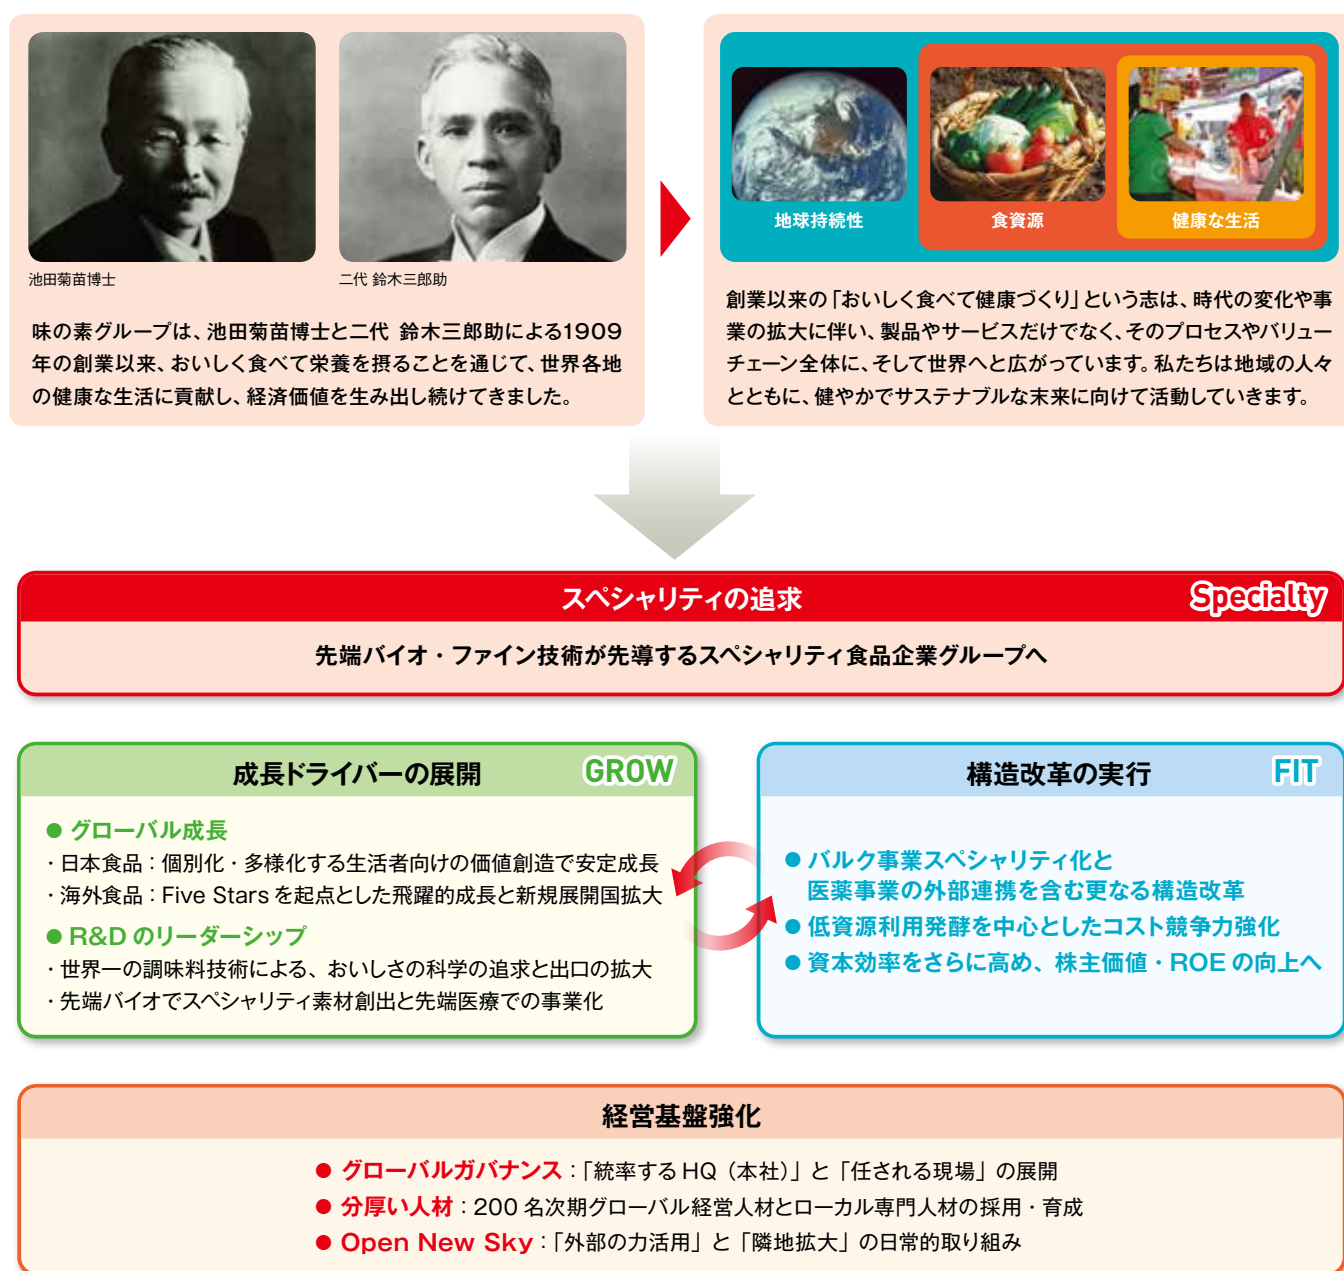 池田菊苗博士
二代 鈴木三郎助
味の素グループは、池田菊苗博士と二代 鈴木三郎助による1909
年の創業以来、おいしく食べて栄養を摂ることを通じて、世界各地
の健康な生活に貢献し、経済価値を生み出し続けてきました。
地球持続性
食資源
健康な生活
創業以来の「おいしく食べて健康づくり」という志は、時代の変化や事
業の拡大に伴い、製品やサービスだけでなく、そのプロセスやバリュー
チェーン全体に、そして世界へと広がっています。私たちは地域の人々
とともに、健やかでサステナブルな未来に向けて活動していきます。
スペシャリティの追求
Specialty
先端バイオ・ファイン技術が先導するスペシャリティ食品企業グループへ
成長ドライバーの展開
GROW
● グローバル成長
・日本食品：個別化・多様化する生活者向けの価値創造で安定成長
・海外食品：Five Stars を起点とした飛躍的成長と新規展開国拡大
● R&D のリーダーシップ
・世界一の調味料技術による、おいしさの科学の追求と出口の拡大
・先端バイオでスペシャリティ素材創出と先端医療での事業化
構造改革の実行
FIT
● バルク事業スペシャリティ化と
医薬事業の外部連携を含む更なる構造改革
● 低資源利用発酵を中心としたコスト競争力強化
● 資本効率をさらに高め、株主価値・ROE の向上へ
経営基盤強化
● グローバルガバナンス：「統率する HQ（本社）」と「任される現場」の展開
● 分厚い人材：200 名次期グローバル経営人材とローカル専門人材の採用・育成
● Open New Sky：「外部の力活用」と「隣地拡大」の日常的取り組み